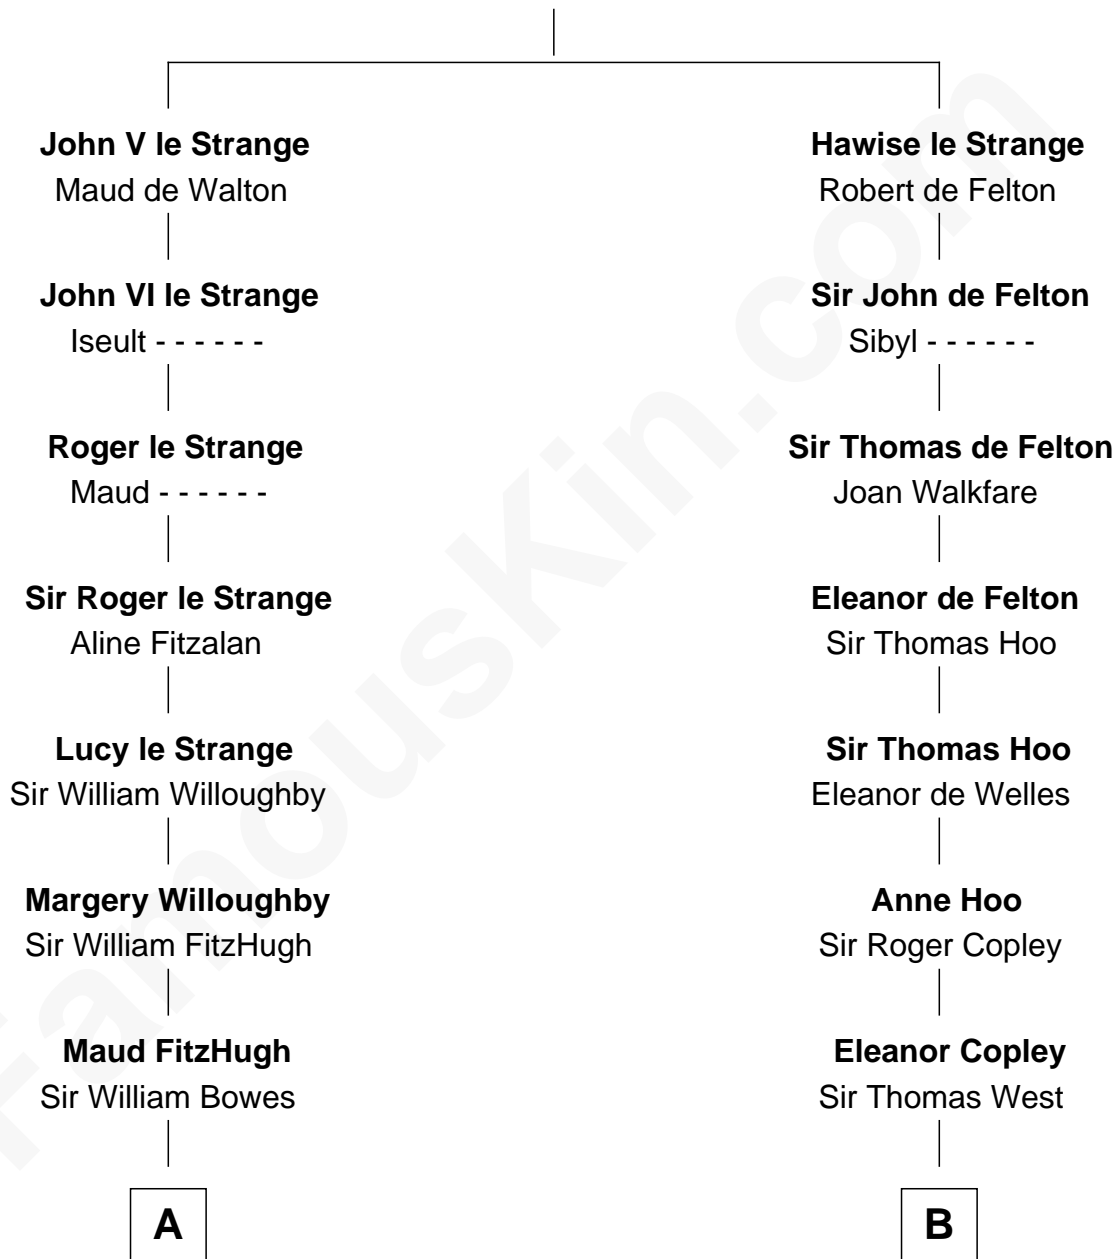 John V le Strange
Maud de Walton
John VI le Strange
Iseult - - - - - -
Roger le Strange
Maud - - - - - -
Sir Roger le Strange
Aline Fitzalan
Lucy le Strange
Sir William Willoughby
Margery Willoughby
Sir William FitzHugh
Maud FitzHugh
Sir William Bowes
A
Hawise le Strange
Robert de Felton
Sir John de Felton
Sibyl - - - - - -
Sir Thomas de Felton
Joan Walkfare
Eleanor de Felton
Sir Thomas Hoo
Sir Thomas Hoo
Eleanor de Welles
Anne Hoo
Sir Roger Copley
Eleanor Copley
Sir Thomas West
B
FamousKin.com